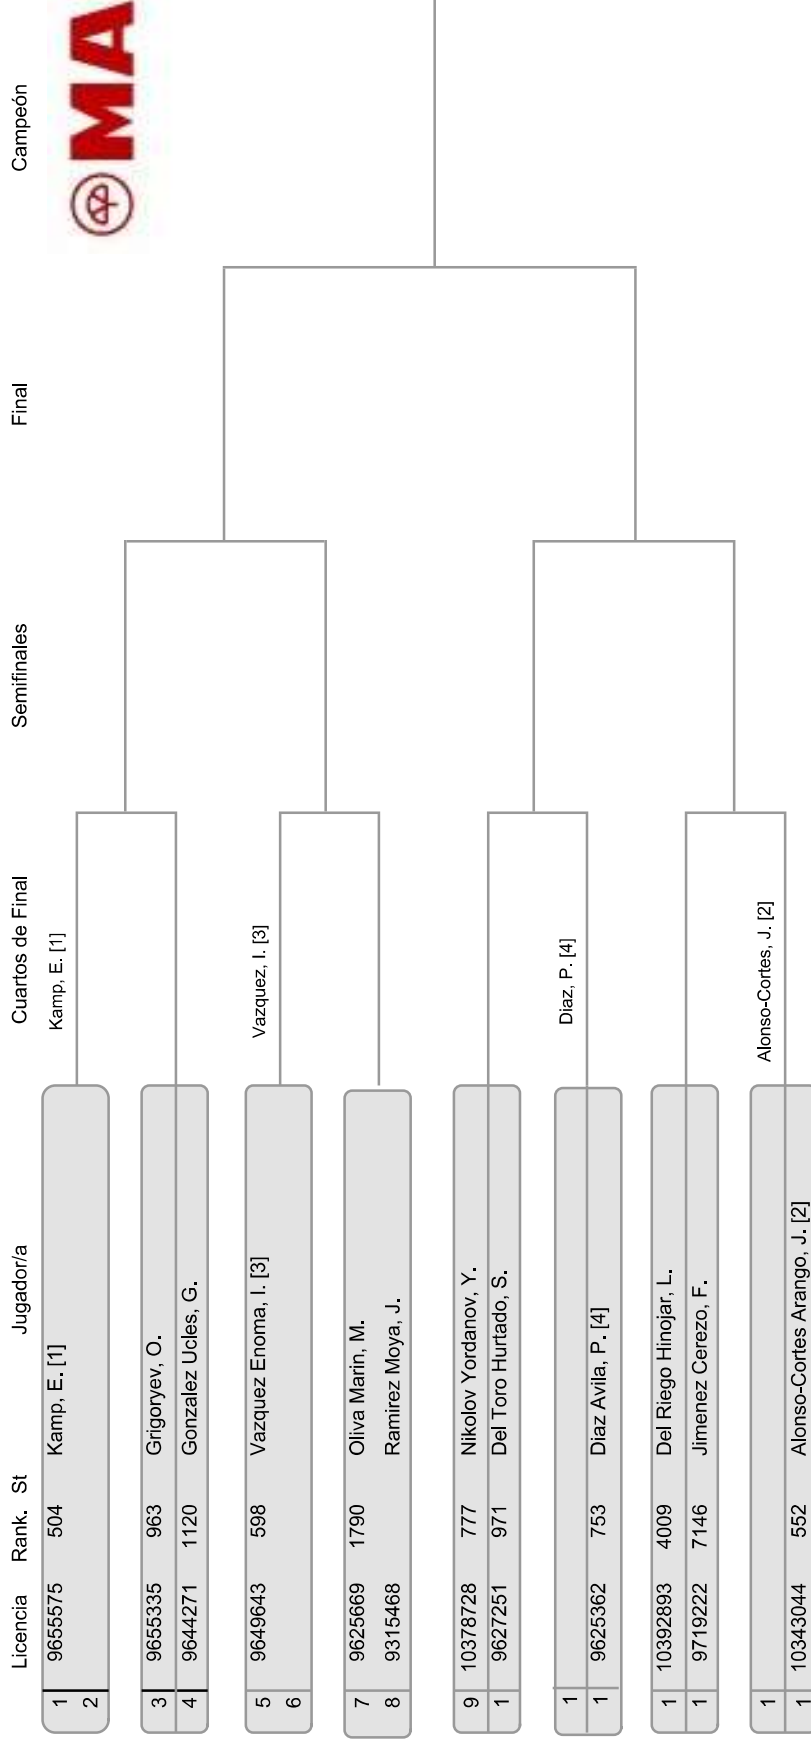 Licencia Rank. St Jugador/a Cuartos de Final Semifinales Final Campeón
MA
1 9655575 504 Kamp, E. [1]
Kamp, E. [1]
2
3 9655335 963 Grigoryev, O.
4 9644271 1120 Gonzalez Ucles, G.
5 9649643 598 Vazquez Enoma, I. [3]
Vazquez, I. [3]
6
7 9625669 1790 Oliva Marin, M.
8 9315468 Ramirez Moya, J.
9 10378728 777 Nikolov Yordanov, Y.
1 9627251 971 Del Toro Hurtado, S.
1
Diaz, P. [4]
1 9625362 753 Diaz Avila, P. [4]
1 10392893 4009 Del Riego Hinojar, L.
1 9719222 7146 Jimenez Cerezo, F.
1
Alonso-Cortes, J. [2]
1 10343044 552 Alonso-Cortes Arango, J. [2]